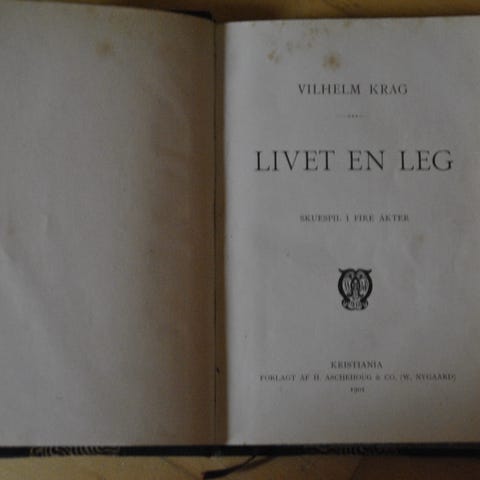 VILHELM KRAG
LIVET EN LEG
SKUESPIL I FIRE AKTER
KRISTIANIA
FORLAGT AF H. ASCHEHOUG & CO. (W. NYGAARD)
1901